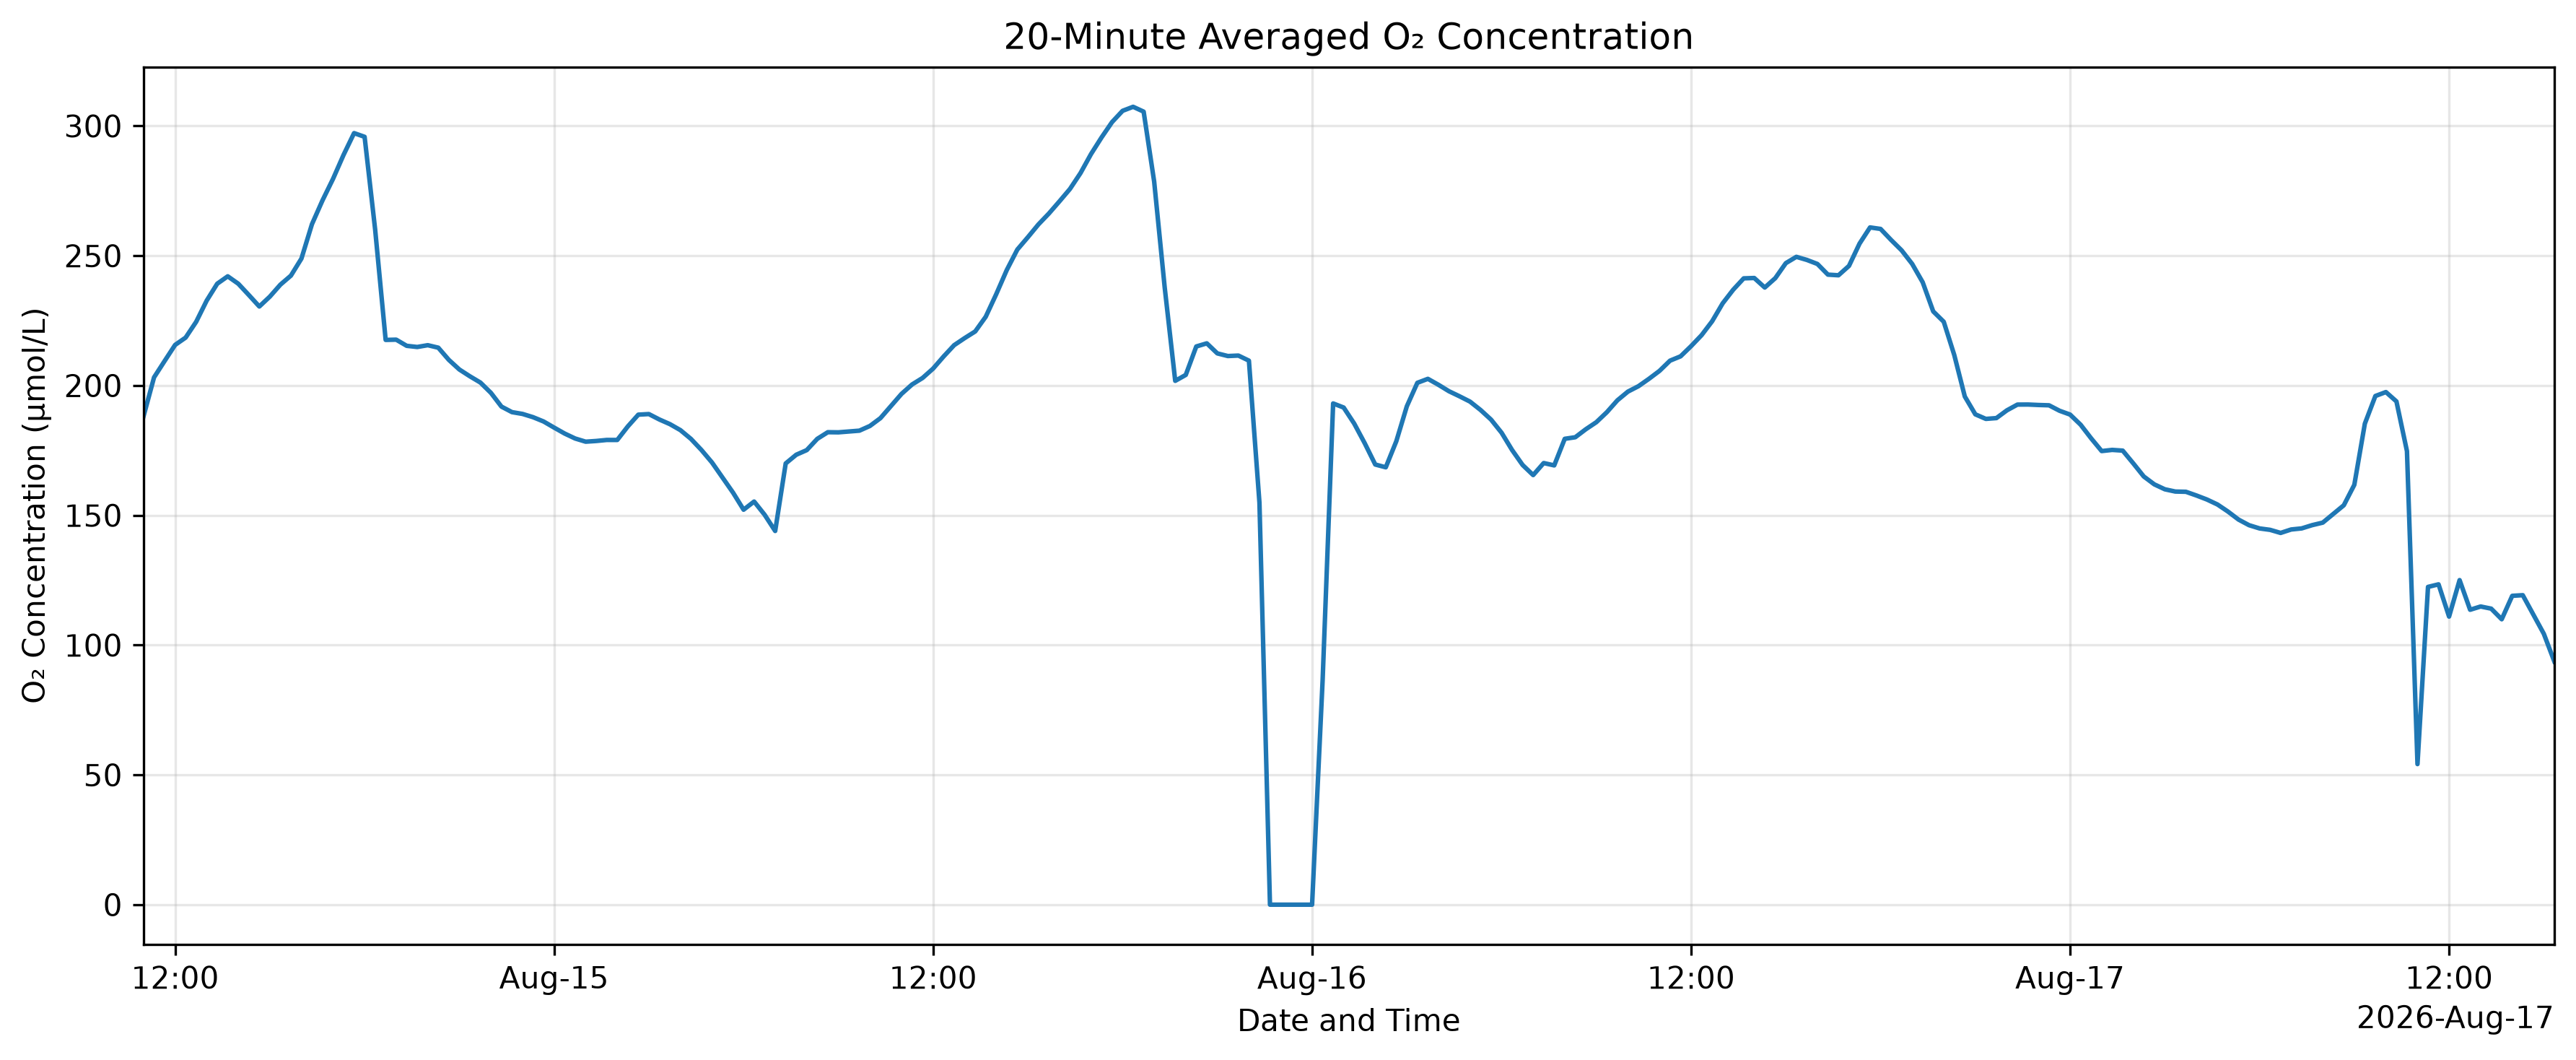 20-Minute Averaged O₂ Concentration
O₂ Concentration (µmol/L)
300
250
200
150
100
50
0
12:00 Aug-15 12:00 Aug-16 12:00 Aug-17 12:00
2026-Aug-17
Date and Time